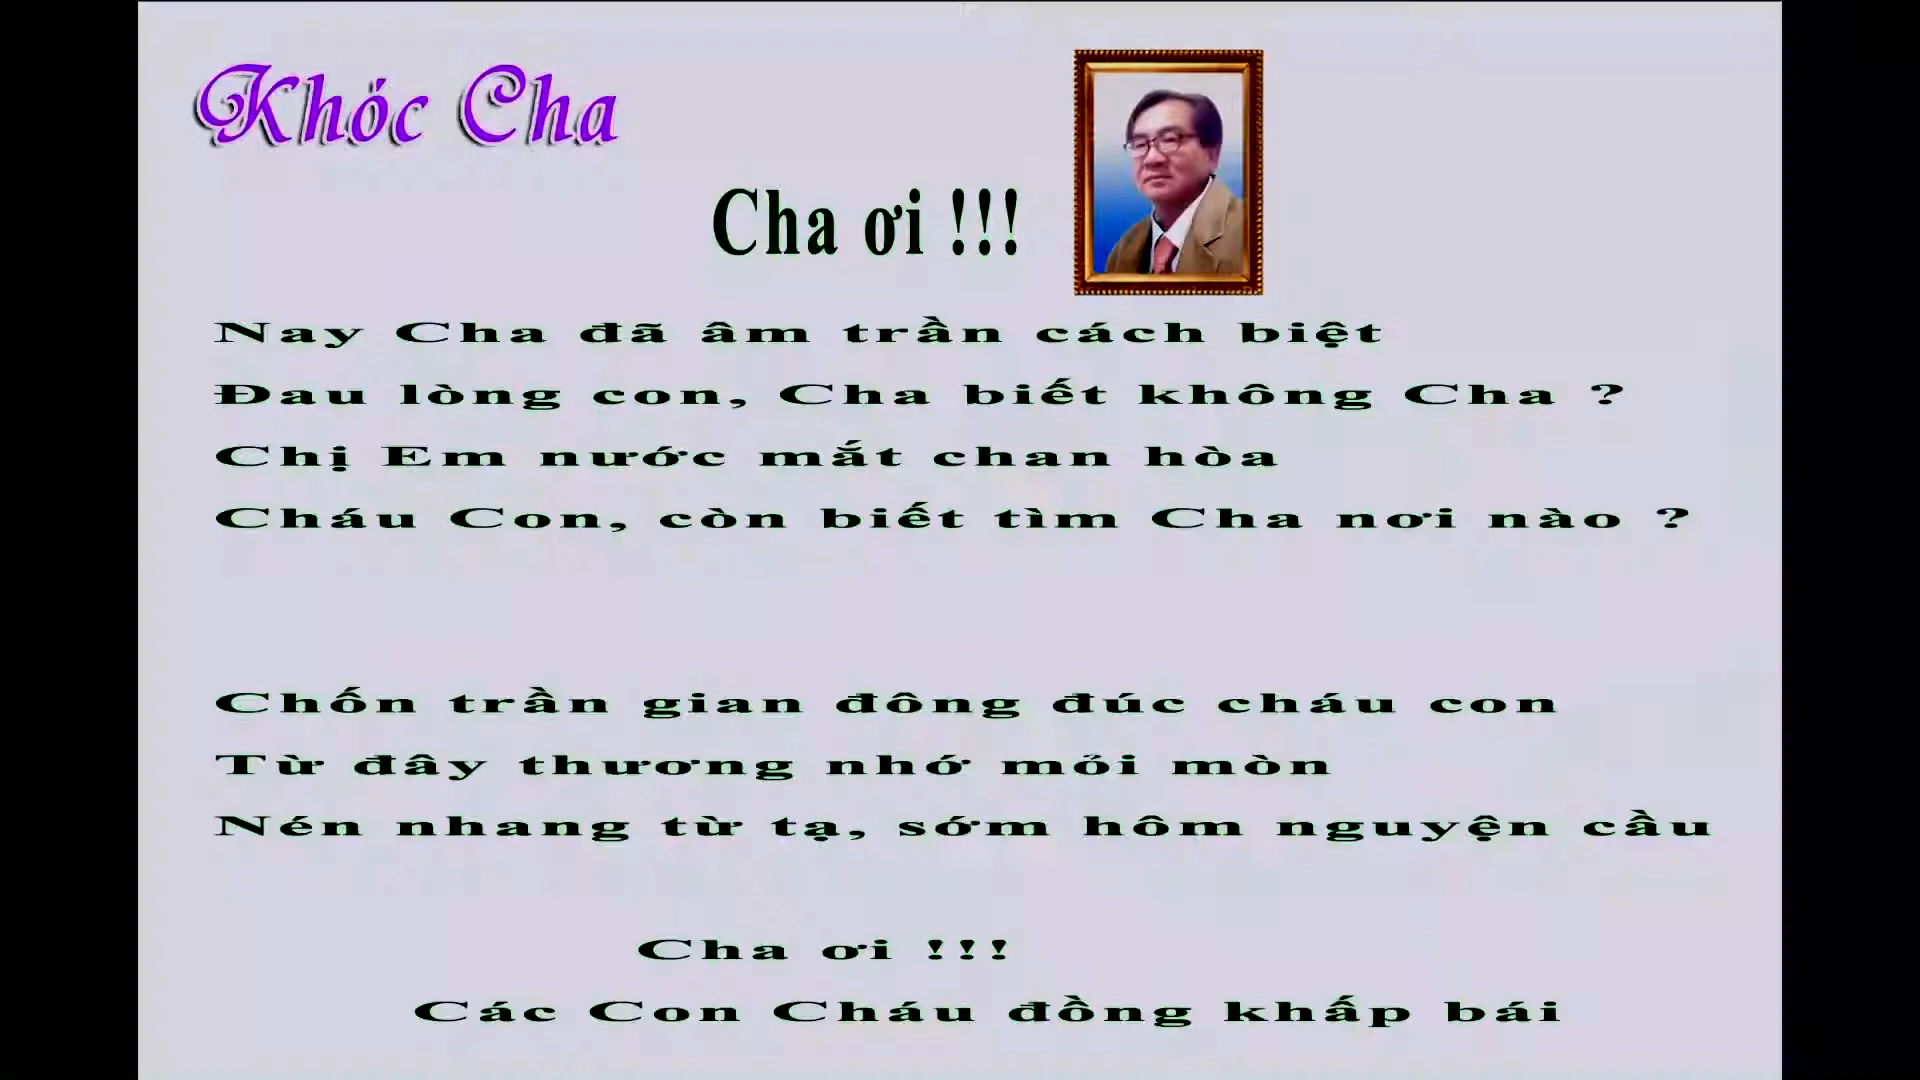 Khóc Cha
Cha ơi !!!
Nay Cha đã âm trần cách biệt
Đau lòng con, Cha biết không Cha ?
Chị Em nước mắt chan hòa
Cháu Con, còn biết tìm Cha nơi nào ?
Chốn trần gian đông đúc cháu con
Từ đây thương nhớ mỏi mòn
Nén nhang từ tạ, sớm hôm nguyện cầu
Cha ơi !!!
Các Con Cháu đồng khấp bái